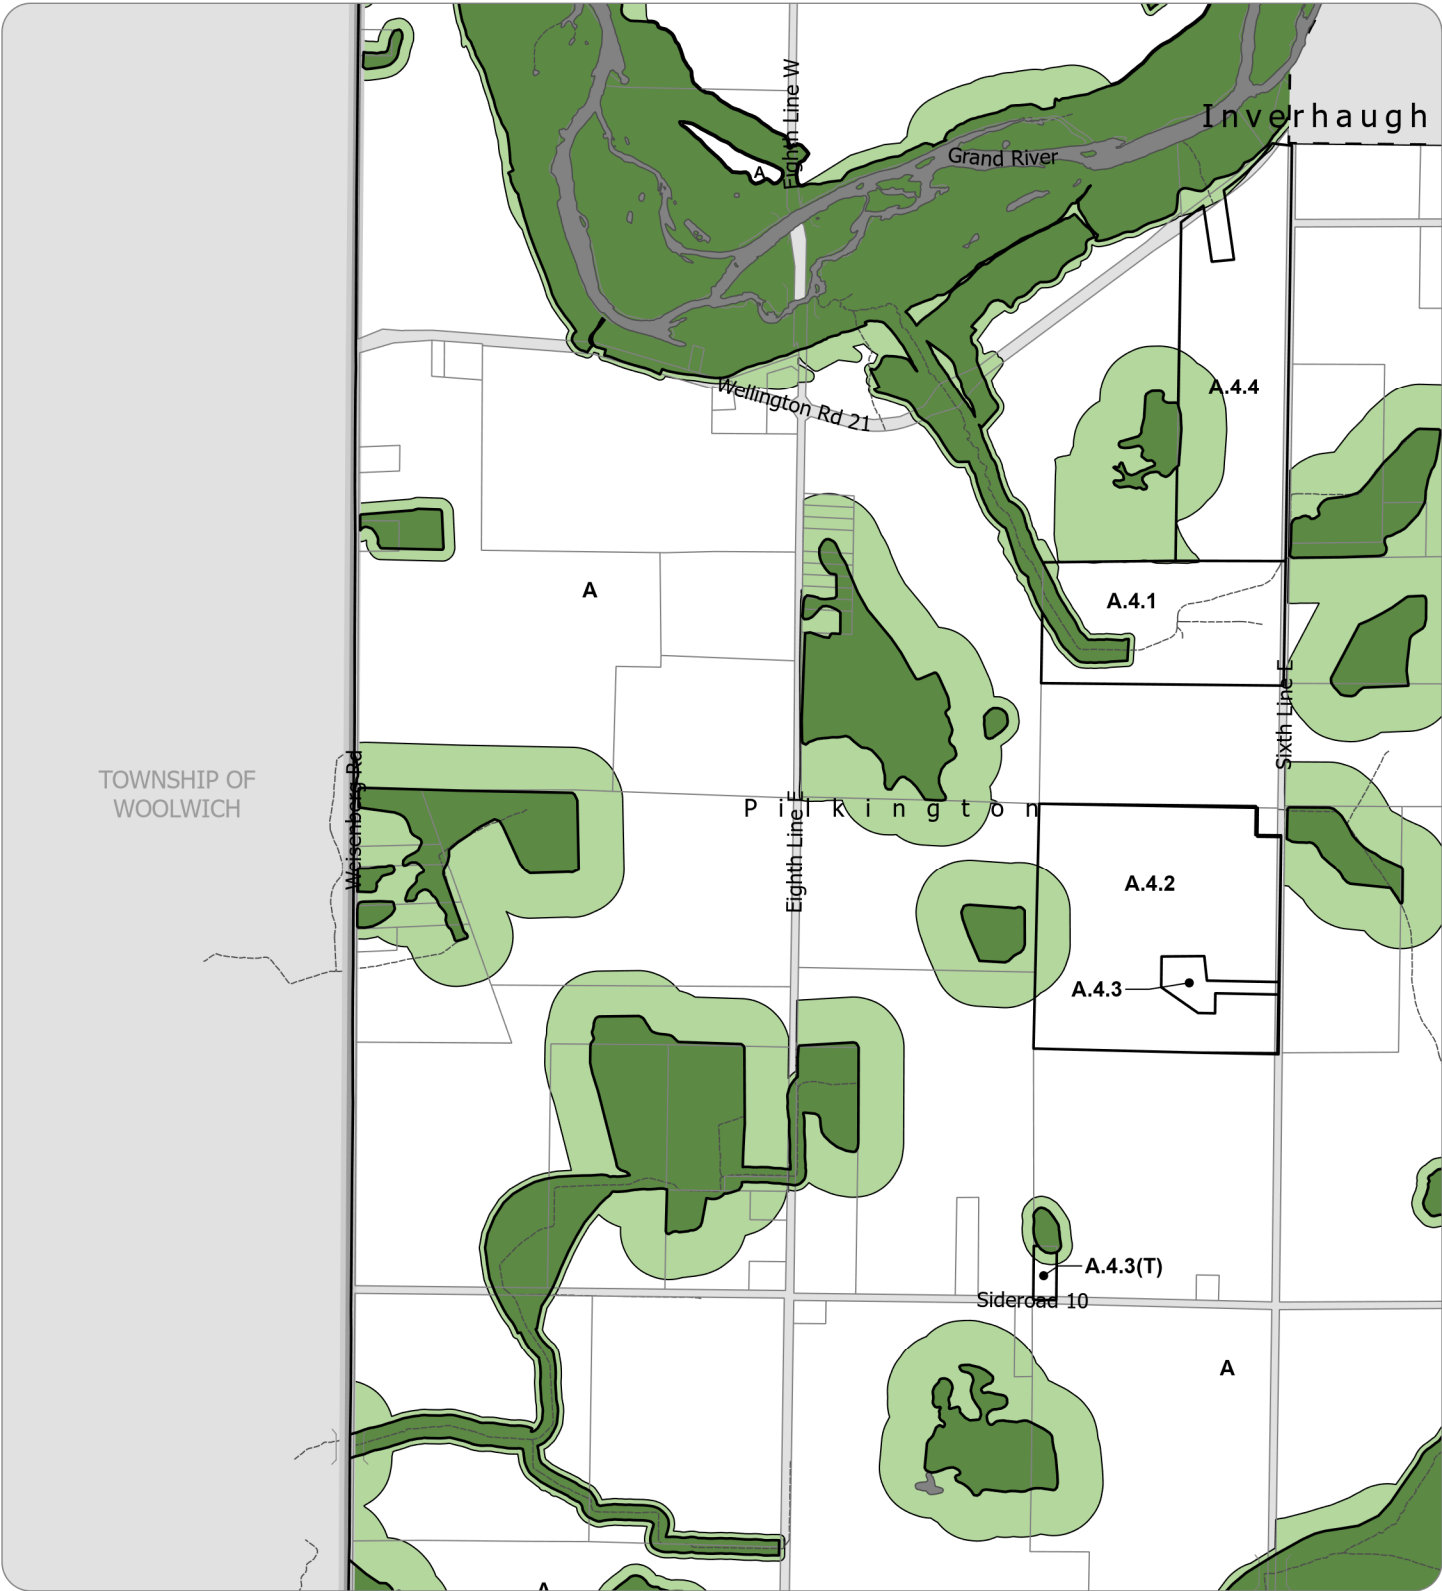 Inverhaugh
Eighth Line W
Grand River
A
Wellington Rd 21
A.4.4
A
A.4.1
Sixth Line E
TOWNSHIP OF
WOOLWICH
Weisenberg Rd
Pilkington
Eighth Line E
A.4.2
A.4.3
A.4.3(T)
Sideroad 10
A
A